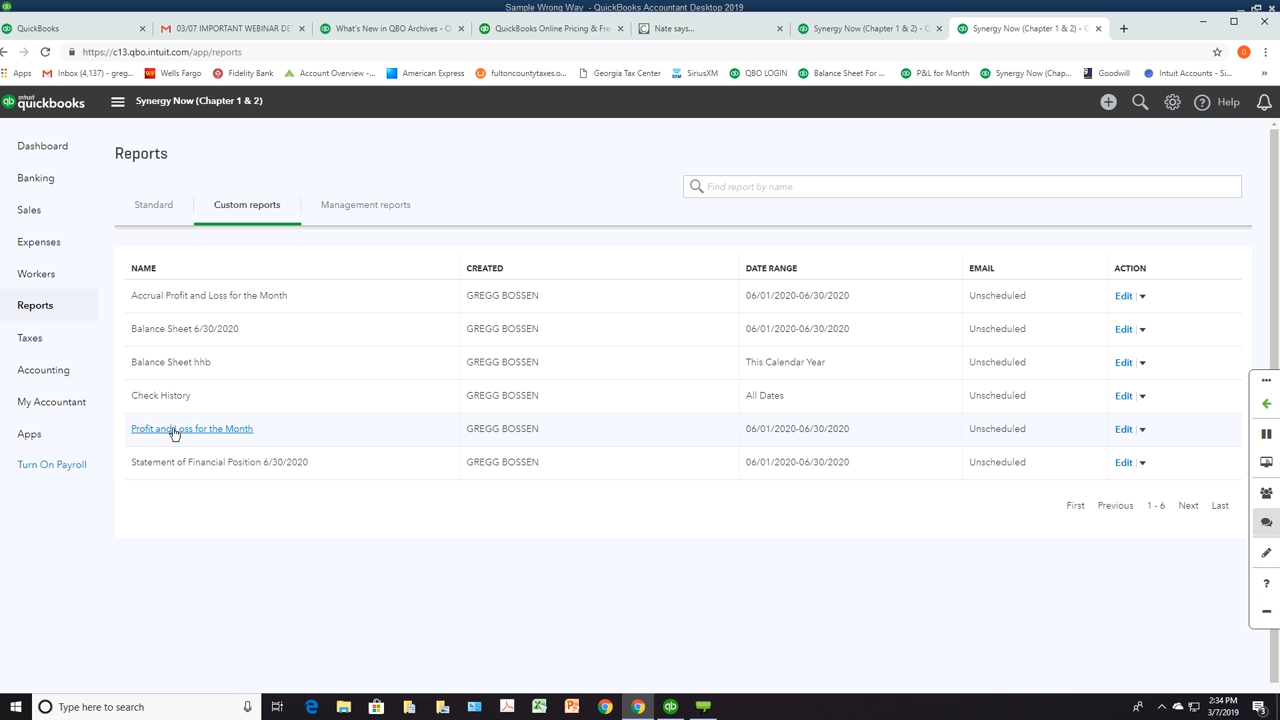 Sample Wrong Way - QuickBooks Accountant Desktop 2019
QuickBooks
03/07 IMPORTANT WEBINAR DE
What's New in QBO Archives - Q
QuickBooks Online Pricing & Fre
Nate says...
Synergy Now (Chapter 1 & 2) - Q
Synergy Now (Chapter 1 & 2) - Q
https://c13.qbo.intuit.com/app/reports
G
Apps
Inbox (4,137) - greg...
Wells Fargo
Fidelity Bank
Account Overview -...
American Express
fultoncountytaxes.o...
Georgia Tax Center
SiriusXM
QBO LOGIN
Balance Sheet For ...
P&L for Month
Synergy Now (Chap...
Goodwill
Intuit Accounts - Si...
intuit quickbooks
Synergy Now (Chapter 1 & 2)
Help
Dashboard
Banking
Sales
Expenses
Workers
Reports
Taxes
Accounting
My Accountant
Apps
Turn On Payroll
Reports
Find report by name
Standard
Custom reports
Management reports
NAME CREATED DATE RANGE EMAIL ACTION
Accrual Profit and Loss for the Month GREGG BOSSEN 06/01/2020-06/30/2020 Unscheduled Edit
Balance Sheet 6/30/2020 GREGG BOSSEN 06/01/2020-06/30/2020 Unscheduled Edit
Balance Sheet hhb GREGG BOSSEN This Calendar Year Unscheduled Edit
Check History GREGG BOSSEN All Dates Unscheduled Edit
Profit and Loss for the Month GREGG BOSSEN 06/01/2020-06/30/2020 Unscheduled Edit
Statement of Financial Position 6/30/2020 GREGG BOSSEN 06/01/2020-06/30/2020 Unscheduled Edit
First Previous 1 - 6 Next Last
Type here to search
2:34 PM
3/7/2019